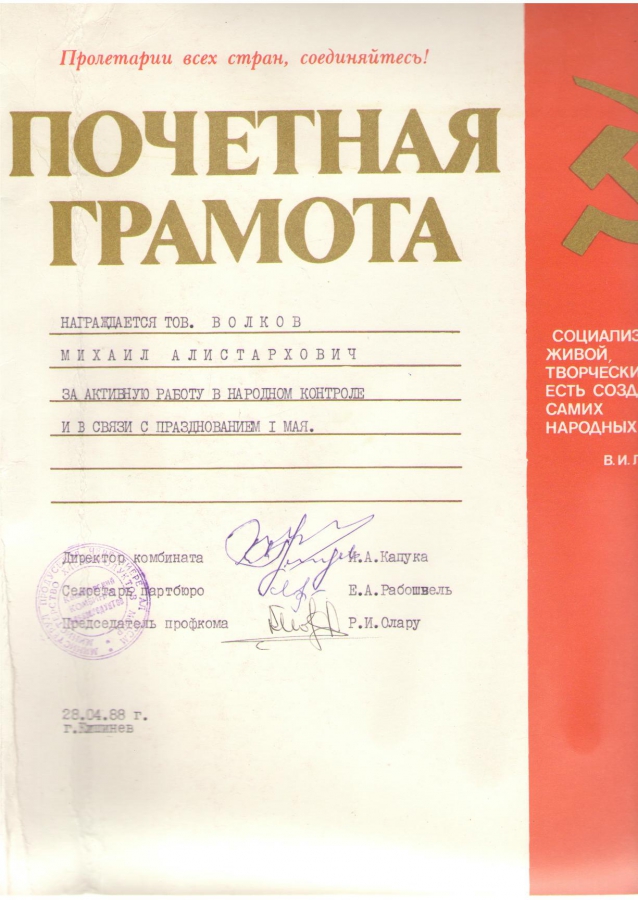 Пролетарии всех стран, соединяйтесь!
ПОЧЕТНАЯ
ГРАМОТА
НАГРАЖДАЕТСЯ ТОВ. ВОЛКОВ
МИХАИЛ АЛИСТАРХОВИЧ
ЗА АКТИВНУЮ РАБОТУ В НАРОДНОМ КОНТРОЛЕ
И В СВЯЗИ С ПРАЗДНОВАНИЕМ I МАЯ.
Директор комбината И.А.Капука
Секретарь партбюро Е.А.Рабошвель
Председатель профкома Р.И.Олару
28.04.88 г.
г.Кишинев
СОЦИАЛИЗ
ЖИВОЙ,
ТВОРЧЕСКИ
ЕСТЬ СОЗД
САМИХ
НАРОДНЫХ
В.И.Л